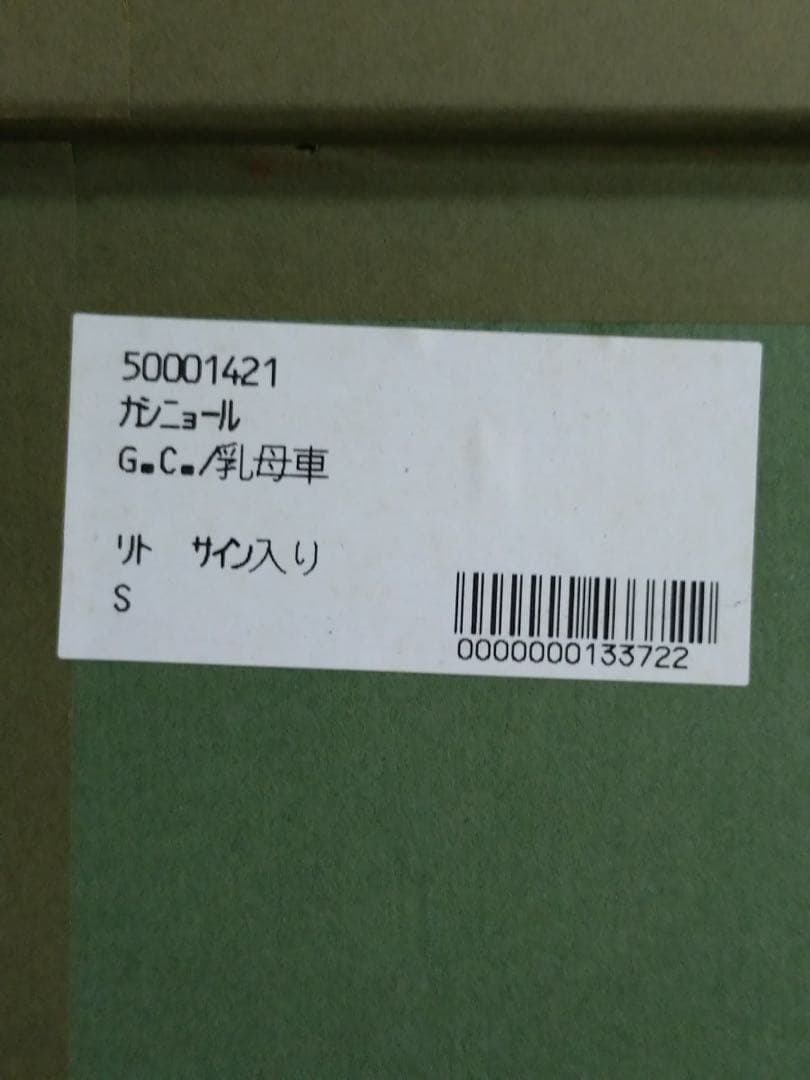 50001421
ｶｼﾆｮｰﾙ
G.C./乳母車
ﾘﾄ ｻｲﾝ入り
S
0000000133722